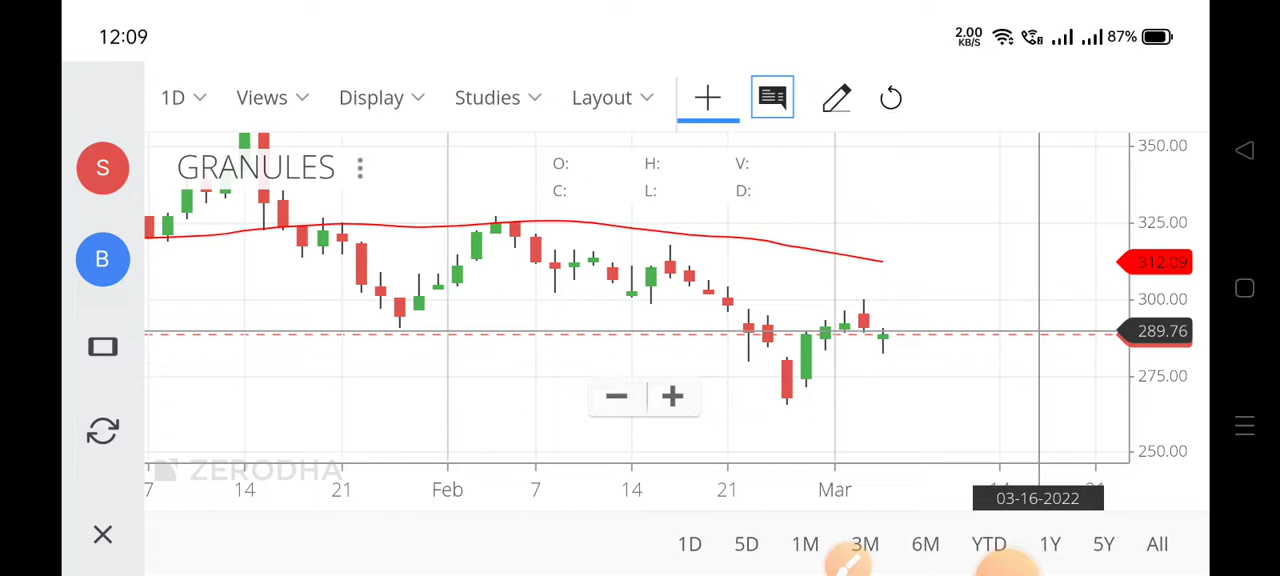 12:09
2.00 KB/S
87%
1D Views Display Studies Layout
S
B
GRANULES
O: H: V:
C: L: D:
350.00
325.00
312.09
300.00
289.76
275.00
250.00
ZERODHA
7 14 21 Feb 7 14 21 Mar 14 21
03-16-2022
1D 5D 1M 3M 6M YTD 1Y 5Y All